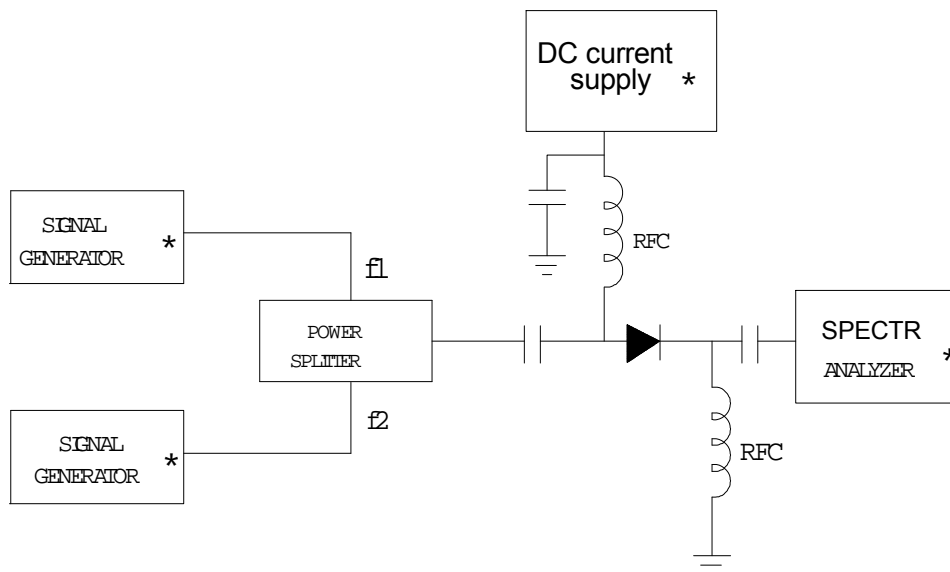 DC current
supply *
SIGNAL
GENERATOR *
f1
RFC
POWER
SPLITTER
SPECTR
ANALYZER *
f2
SIGNAL
GENERATOR *
RFC